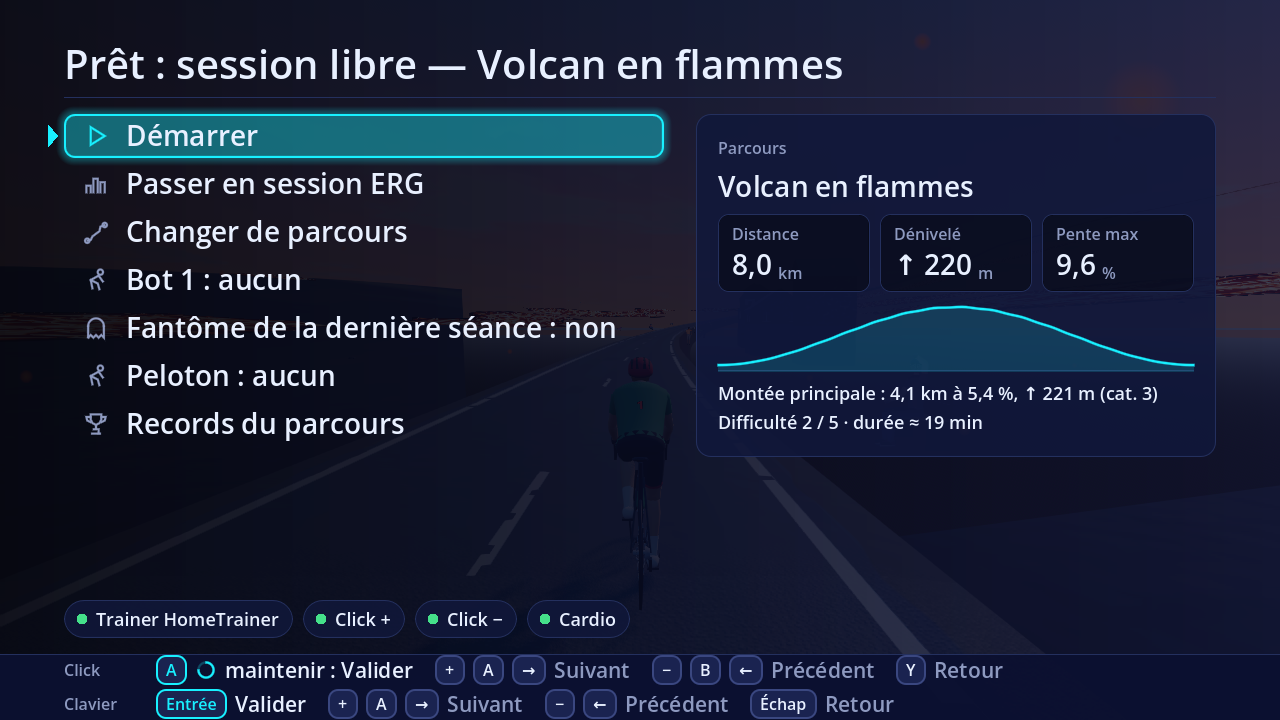 Prêt : session libre — Volcan en flammes
Démarrer
Passer en session ERG
Changer de parcours
Bot 1 : aucun
Fantôme de la dernière séance : non
Peloton : aucun
Records du parcours
Parcours
Volcan en flammes
Distance
8,0 km
Dénivelé
↑ 220 m
Pente max
9,6 %
Montée principale : 4,1 km à 5,4 %, ↑ 221 m (cat. 3)
Difficulté 2 / 5 · durée ≈ 19 min
Trainer HomeTrainer Click + Click − Cardio
Click A maintenir : Valider + A → Suivant − B ← Précédent Y Retour
Clavier Entrée Valider + A → Suivant − ← Précédent Échap Retour